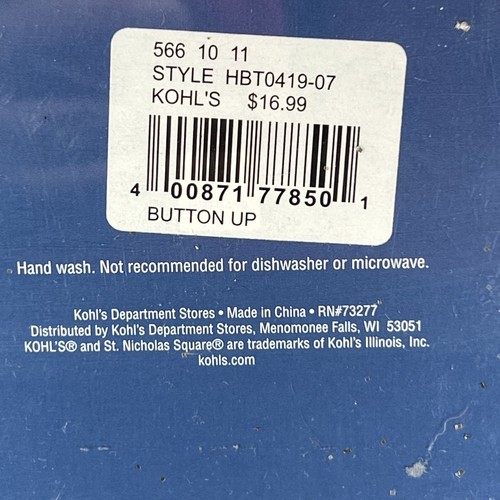 566 10 11
STYLE HBT0419-07
KOHL'S $16.99
4 00871 77850 1
BUTTON UP
Hand wash. Not recommended for dishwasher or microwave.
Kohl's Department Stores • Made in China • RN#73277
Distributed by Kohl's Department Stores, Menomonee Falls, WI 53051
KOHL'S® and St. Nicholas Square® are trademarks of Kohl's Illinois, Inc.
kohls.com